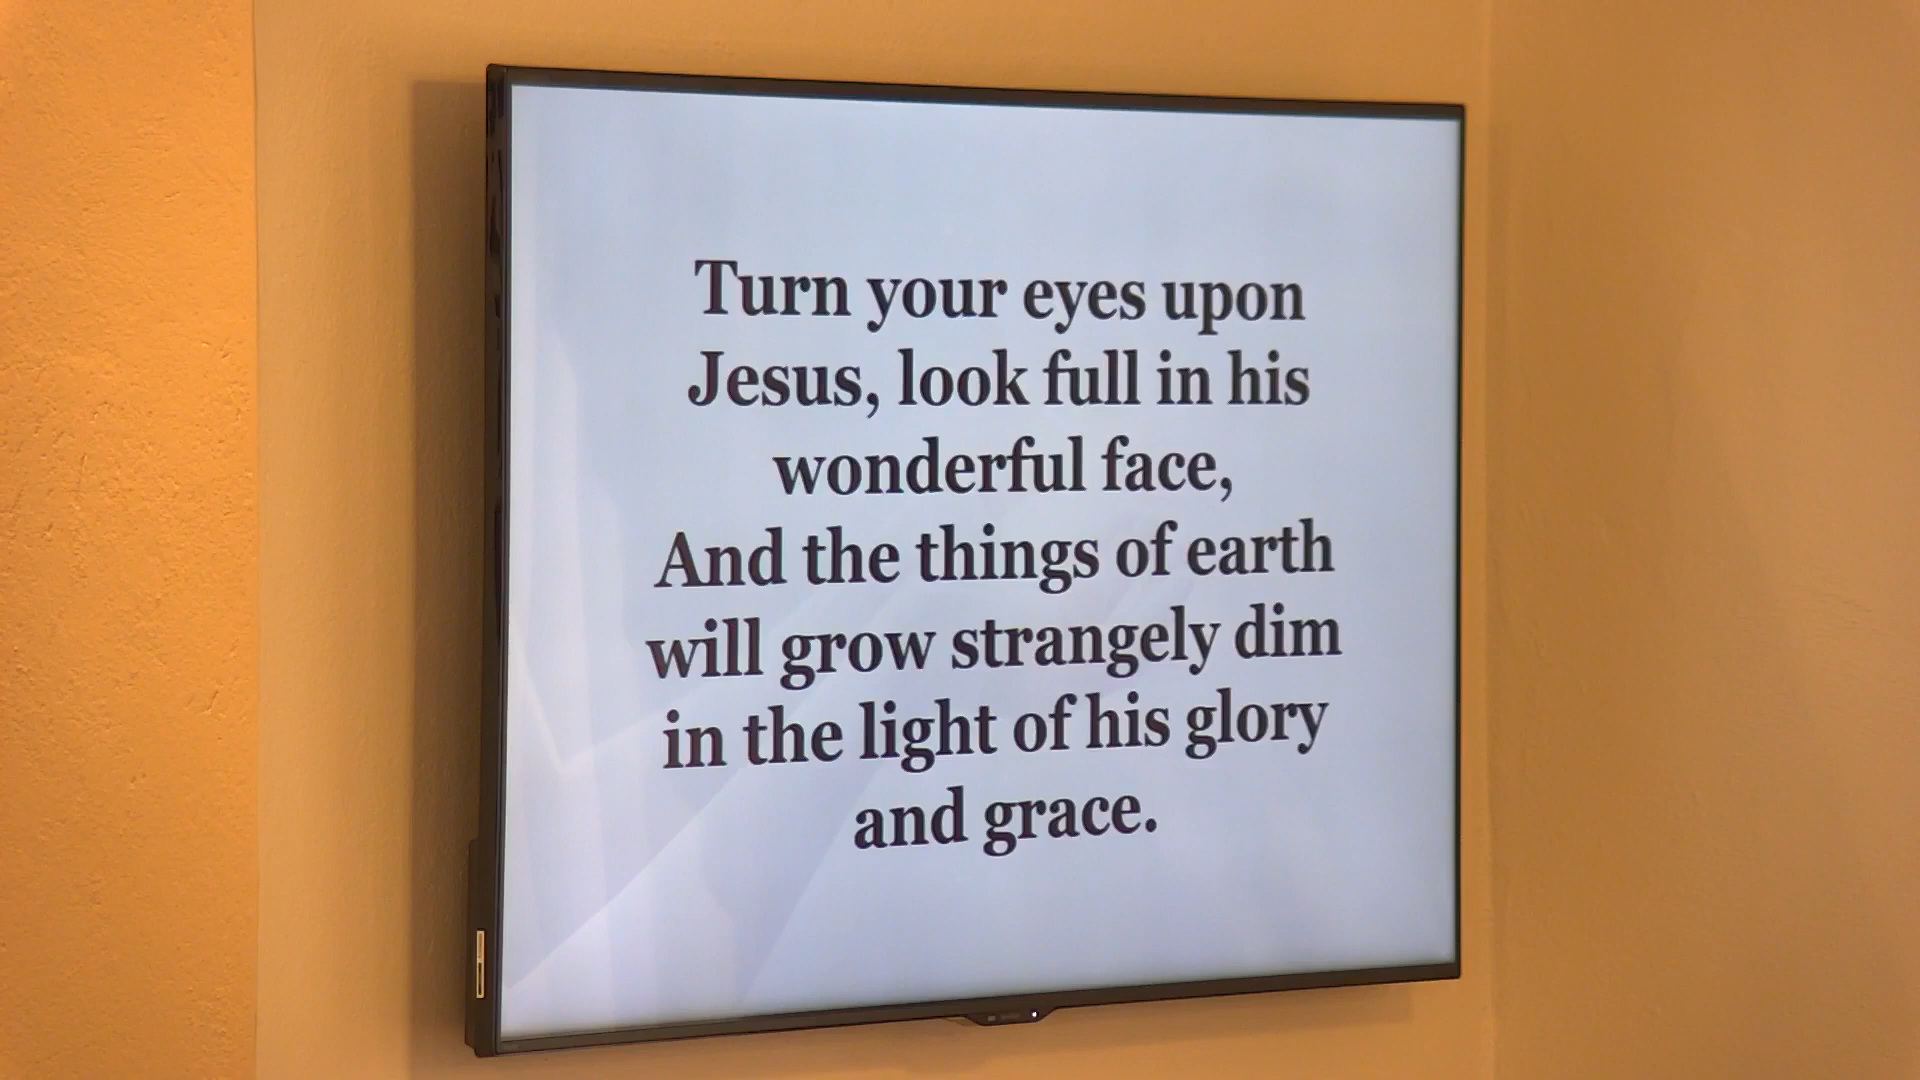 Turn your eyes upon
Jesus, look full in his
wonderful face,
And the things of earth
will grow strangely dim
in the light of his glory
and grace.